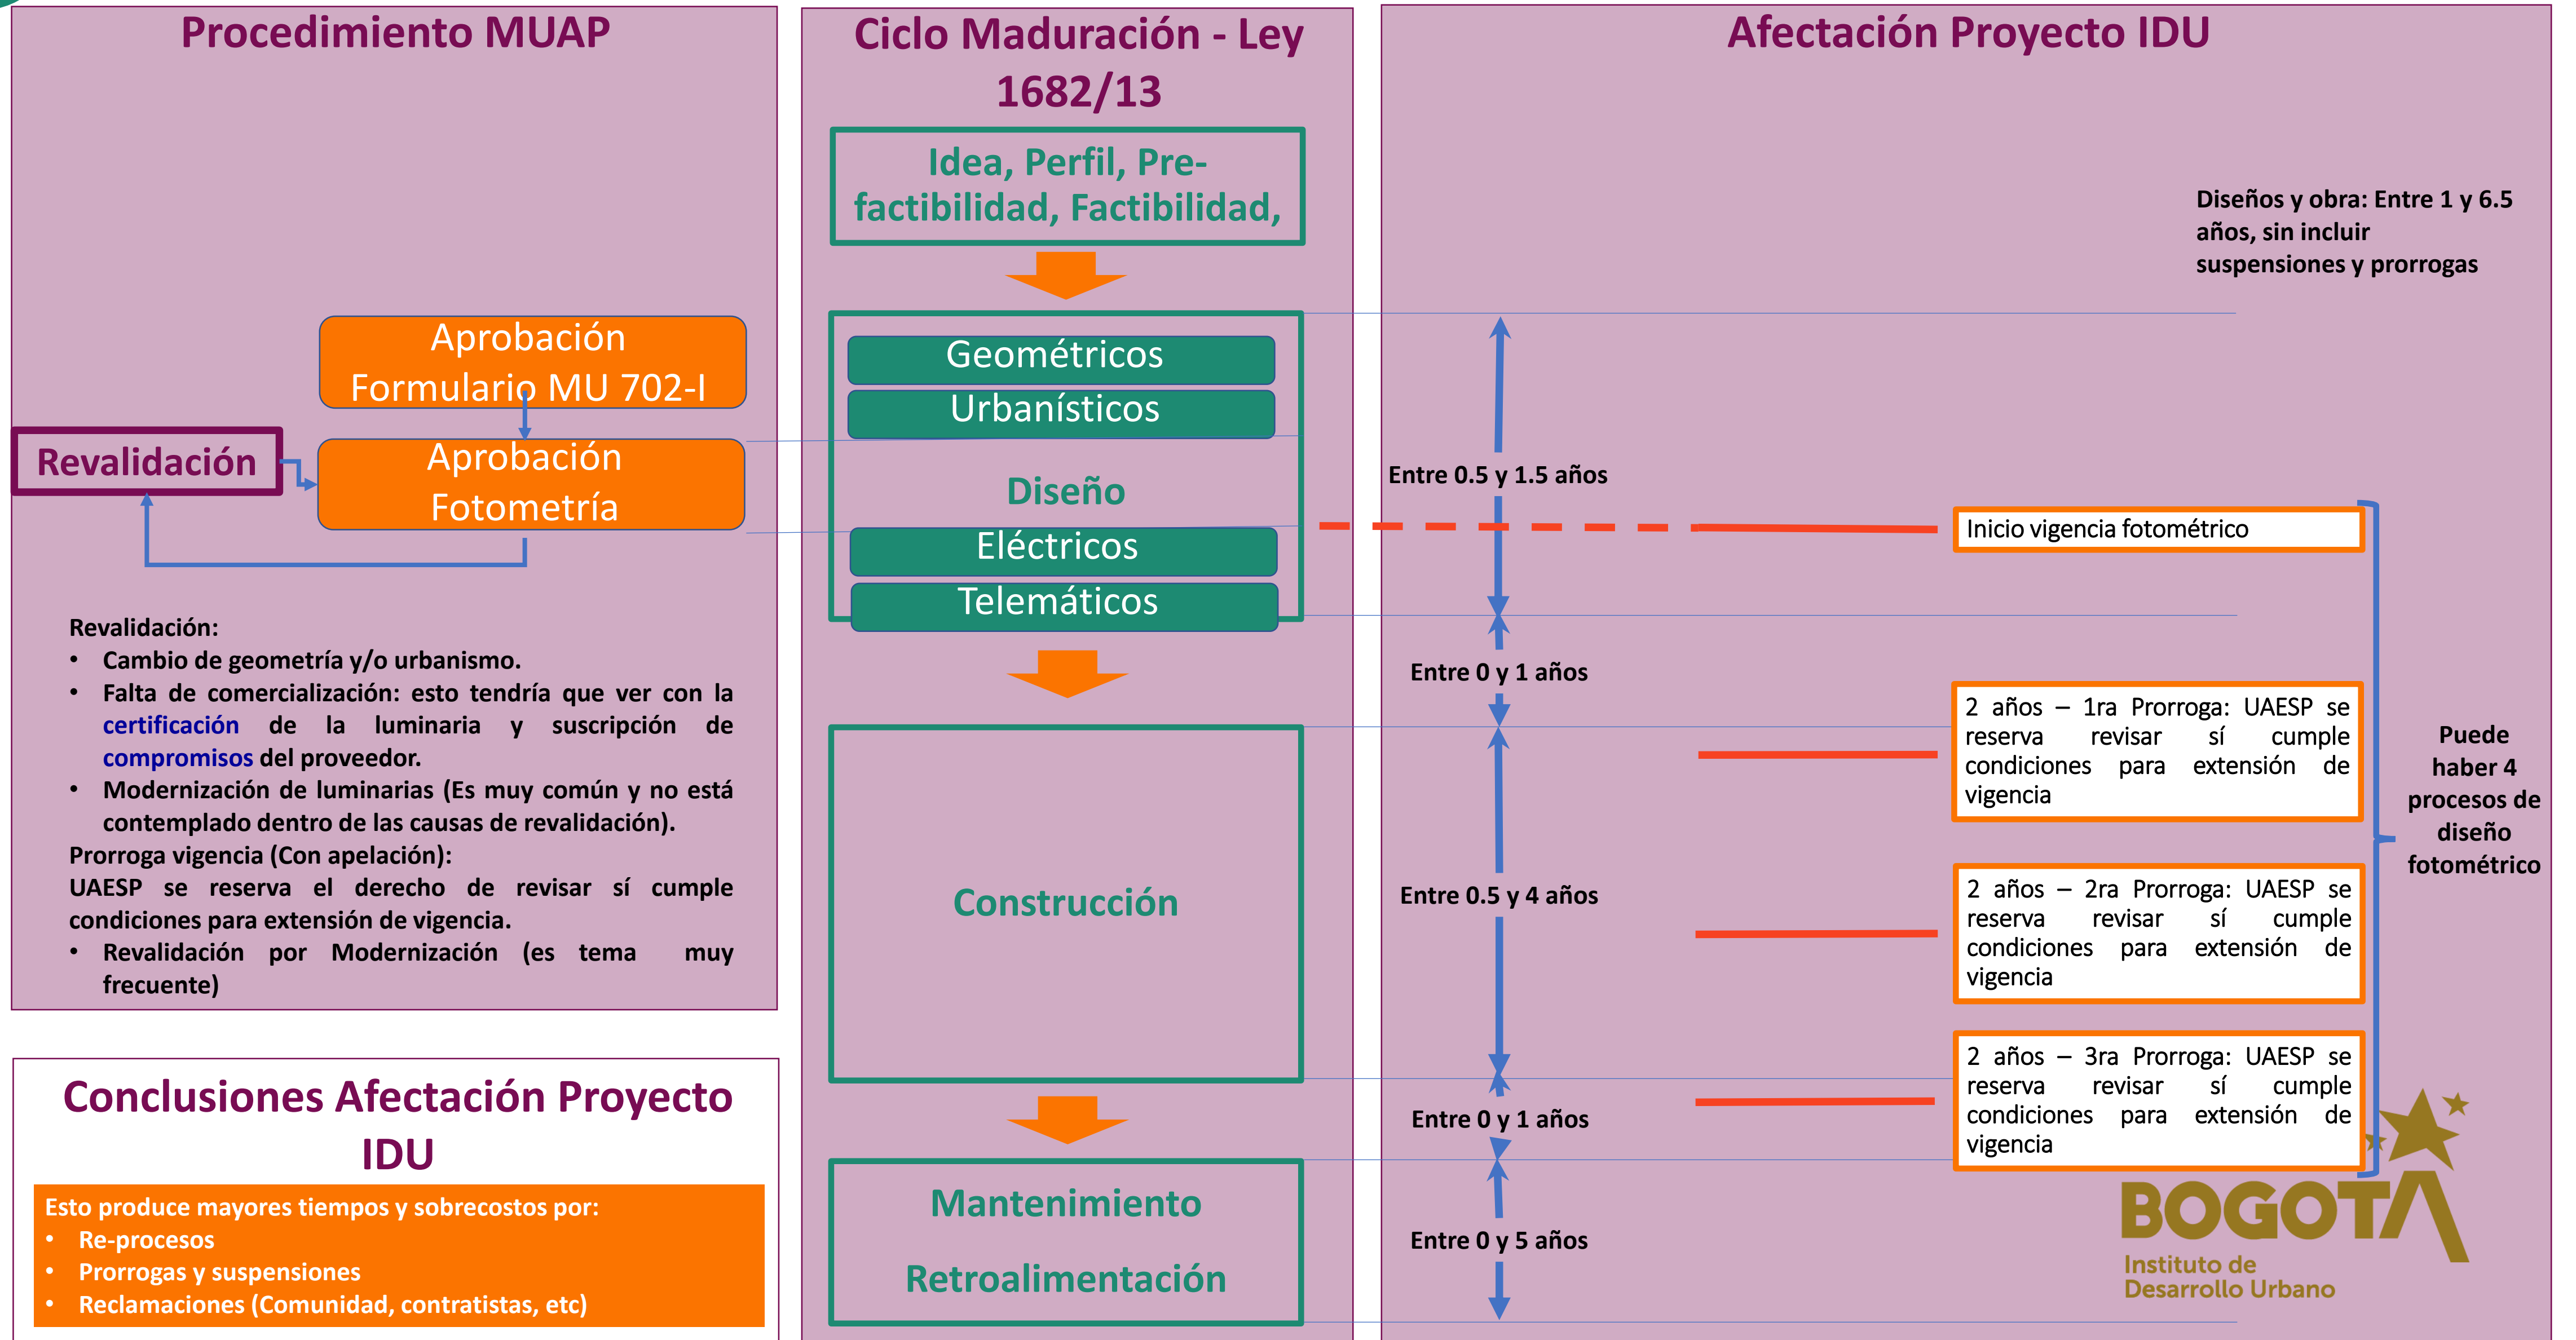 Procedimiento MUAP
Aprobación
Formulario MU 702-I
Revalidación
Aprobación
Fotometría
Revalidación:
• Cambio de geometría y/o urbanismo.
• Falta de comercialización: esto tendría que ver con la
certificación de la luminaria y suscripción de
compromisos del proveedor.
• Modernización de luminarias (Es muy común y no está
contemplado dentro de las causas de revalidación).
Prorroga vigencia (Con apelación):
UAESP se reserva el derecho de revisar sí cumple
condiciones para extensión de vigencia.
• Revalidación por Modernización (es tema muy
frecuente)
Conclusiones Afectación Proyecto
IDU
Esto produce mayores tiempos y sobrecostos por:
• Re-procesos
• Prorrogas y suspensiones
• Reclamaciones (Comunidad, contratistas, etc)
Ciclo Maduración - Ley
1682/13
Idea, Perfil, Pre-
factibilidad, Factibilidad,
Geométricos
Urbanísticos
Diseño
Eléctricos
Telemáticos
Construcción
Mantenimiento
Retroalimentación
Afectación Proyecto IDU
Diseños y obra: Entre 1 y 6.5
años, sin incluir
suspensiones y prorrogas
Entre 0.5 y 1.5 años
Entre 0 y 1 años
Entre 0.5 y 4 años
Entre 0 y 1 años
Entre 0 y 5 años
Inicio vigencia fotométrico
2 años – 1ra Prorroga: UAESP se
reserva revisar sí cumple
condiciones para extensión de
vigencia
2 años – 2ra Prorroga: UAESP se
reserva revisar sí cumple
condiciones para extensión de
vigencia
2 años – 3ra Prorroga: UAESP se
reserva revisar sí cumple
condiciones para extensión de
vigencia
Puede
haber 4
procesos de
diseño
fotométrico
BOGOTÁ
Instituto de
Desarrollo Urbano